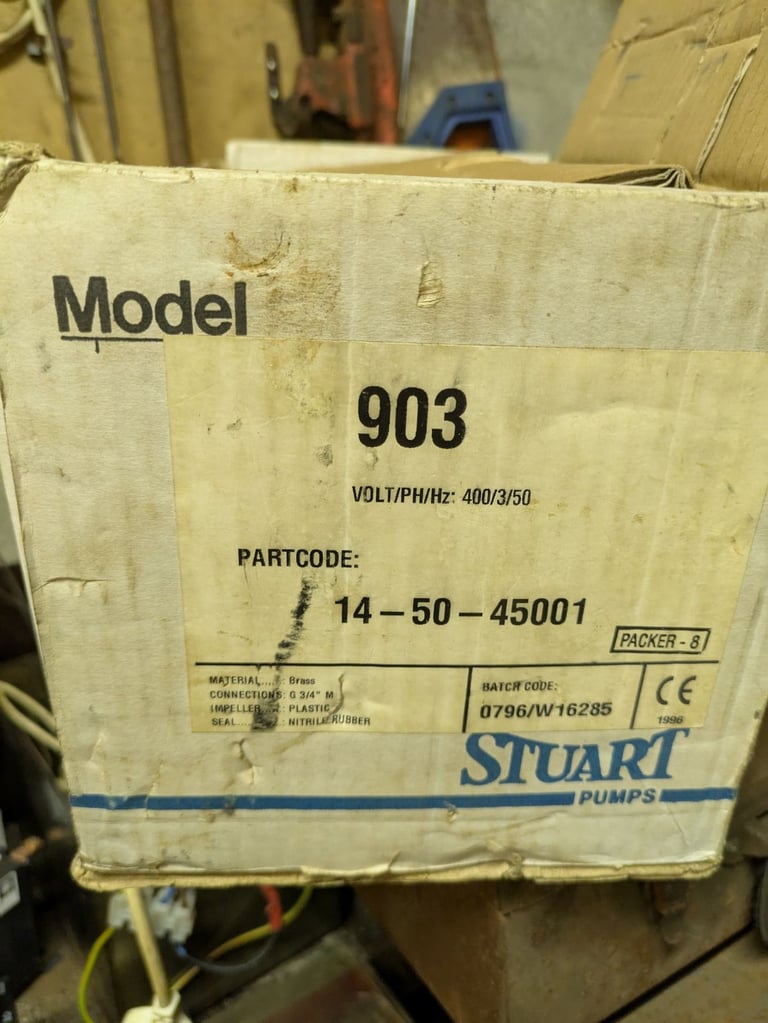 Model
903
VOLT/PH/Hz: 400/3/50
PARTCODE:
14-50-45001
PACKER - 8
MATERIAL....: Brass
CONNECTIONS: G 3/4" M
IMPELLER....: PLASTIC
SEAL........: NITRILE RUBBER
BATCH CODE:
0796/W16285
CE
1996
STUART
PUMPS